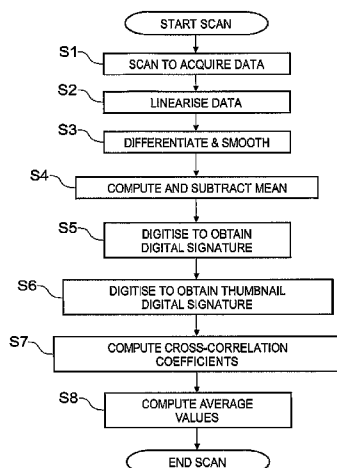 START SCAN
S1
SCAN TO ACQUIRE DATA
S2
LINEARISE DATA
S3
DIFFERENTIATE & SMOOTH
S4
COMPUTE AND SUBTRACT MEAN
S5
DIGITISE TO OBTAIN
DIGITAL SIGNATURE
S6
DIGITISE TO OBTAIN THUMBNAIL
DIGITAL SIGNATURE
S7
COMPUTE CROSS-CORRELATION
COEFFICIENTS
S8
COMPUTE AVERAGE
VALUES
END SCAN